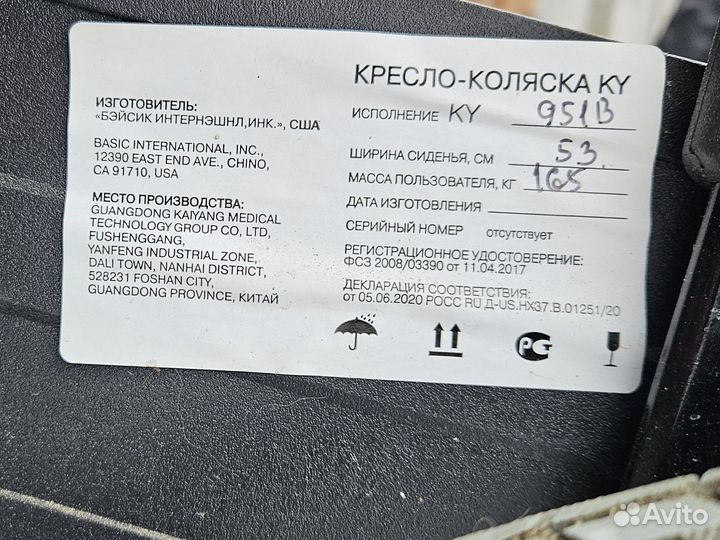 ИЗГОТОВИТЕЛЬ:
«БЭЙСИК ИНТЕРНЭШНЛ,ИНК.», США
BASIC INTERNATIONAL, INC.,
12390 EAST END AVE., CHINO,
CA 91710, USA
МЕСТО ПРОИЗВОДСТВА:
GUANGDONG KAIYANG MEDICAL
TECHNOLOGY GROUP CO, LTD,
FUSHENGGANG,
YANFENG INDUSTRIAL ZONE,
DALI TOWN, NANHAI DISTRICT,
528231 FOSHAN CITY,
GUANGDONG PROVINCE, КИТАЙ
КРЕСЛО-КОЛЯСКА KY
ИСПОЛНЕНИЕ KY 951B
ШИРИНА СИДЕНЬЯ, СМ 53
МАССА ПОЛЬЗОВАТЕЛЯ, КГ 165
ДАТА ИЗГОТОВЛЕНИЯ
СЕРИЙНЫЙ НОМЕР отсутствует
РЕГИСТРАЦИОННОЕ УДОСТОВЕРЕНИЕ:
ФСЗ 2008/03390 от 11.04.2017
ДЕКЛАРАЦИЯ СООТВЕТСТВИЯ:
от 05.06.2020 РОСС RU Д-US.НХ37.В.01251/20
РСТ
Avito